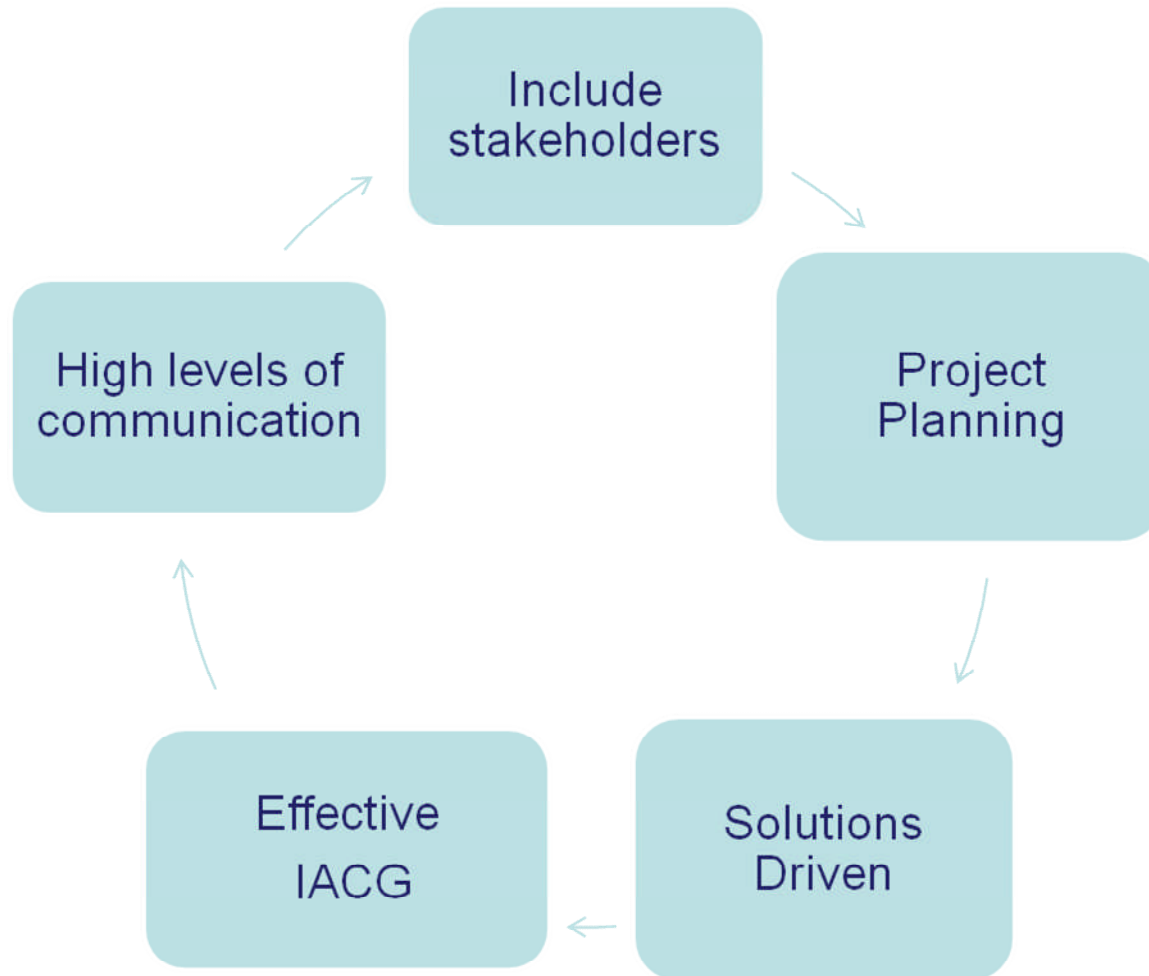 Include
stakeholders
Project
Planning
Solutions
Driven
Effective
IACG
High levels of
communication